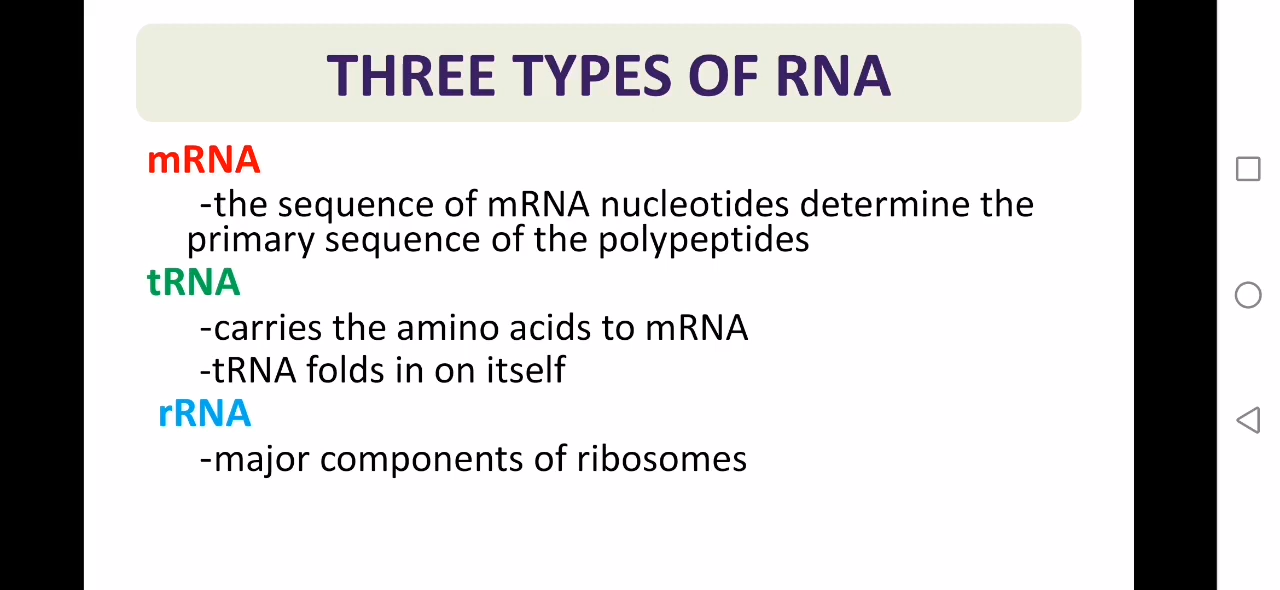 THREE TYPES OF RNA
mRNA
-the sequence of mRNA nucleotides determine the
primary sequence of the polypeptides
tRNA
-carries the amino acids to mRNA
-tRNA folds in on itself
rRNA
-major components of ribosomes